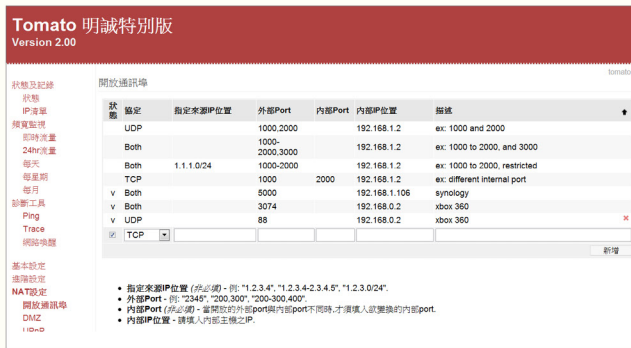 Tomato 明誠特別版
Version 2.00
tomato
狀態及記錄
狀態
IP清單
頻寬監視
即時流量
24hr流量
每天
每星期
每月
診斷工具
Ping
Trace
網路喚醒
基本設定
進階設定
NAT設定
開放通訊埠
DMZ
UPnP
開放通訊埠
狀態 協定 指定來源IP位置 外部Port 內部Port 內部IP位置 描述
UDP 1000,2000 192.168.1.2 ex: 1000 and 2000
Both 1000-2000,3000 192.168.1.2 ex: 1000 to 2000, and 3000
Both 1.1.1.0/24 1000-2000 192.168.1.2 ex: 1000 to 2000, restricted
TCP 1000 2000 192.168.1.2 ex: different internal port
v Both 5000 192.168.1.106 synology
v Both 3074 192.168.0.2 xbox 360
v UDP 88 192.168.0.2 xbox 360
TCP
新增
指定來源IP位置 (非必填) - 例: "1.2.3.4", "1.2.3.4-2.3.4.5", "1.2.3.0/24".
外部Port - 例: "2345", "200,300", "200-300,400".
內部Port (非必填) - 當開放的外部port與內部port不同時,才須填入欲變換的內部port.
內部IP位置 - 請填入內部主機之IP.